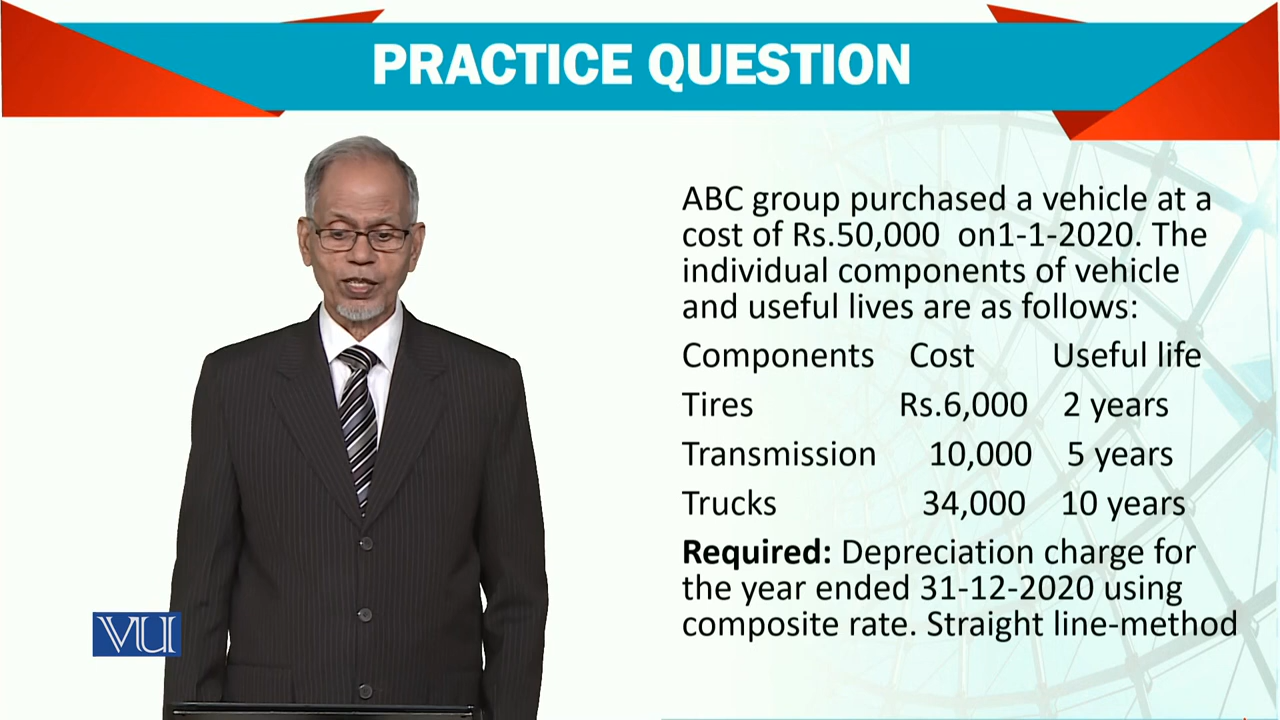 PRACTICE QUESTION
ABC group purchased a vehicle at a
cost of Rs.50,000 on1-1-2020. The
individual components of vehicle
and useful lives are as follows:
Components Cost Useful life
Tires Rs.6,000 2 years
Transmission 10,000 5 years
Trucks 34,000 10 years
Required: Depreciation charge for
the year ended 31-12-2020 using
composite rate. Straight line-method
VU